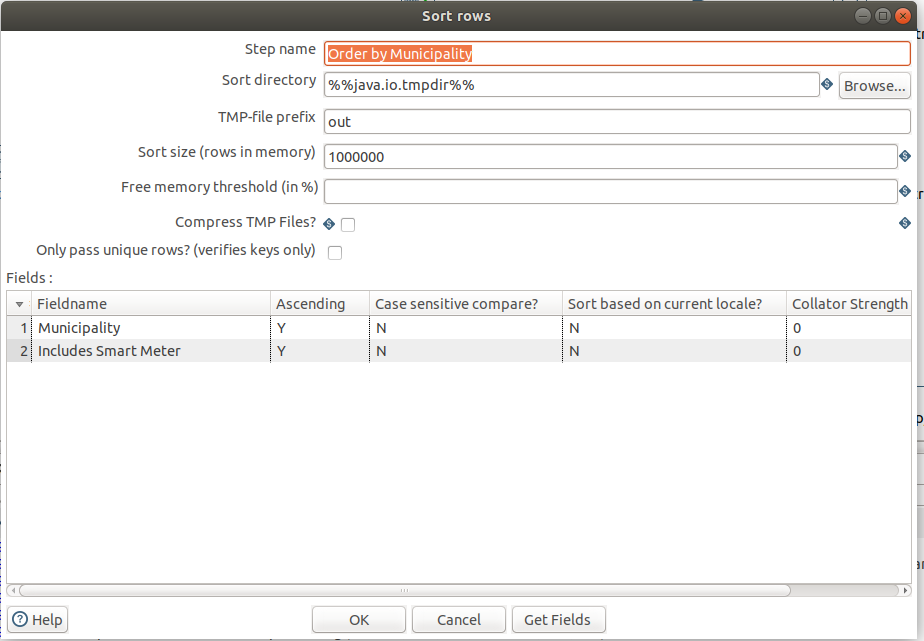 Sort rows
Step name Order by Municipality
Sort directory %%java.io.tmpdir%% Browse...
TMP-file prefix out
Sort size (rows in memory) 1000000
Free memory threshold (in %)
Compress TMP Files?
Only pass unique rows? (verifies keys only)
Fields :
Fieldname Ascending Case sensitive compare? Sort based on current locale? Collator Strength
1 Municipality Y N N 0
2 Includes Smart Meter Y N N 0
Help OK Cancel Get Fields